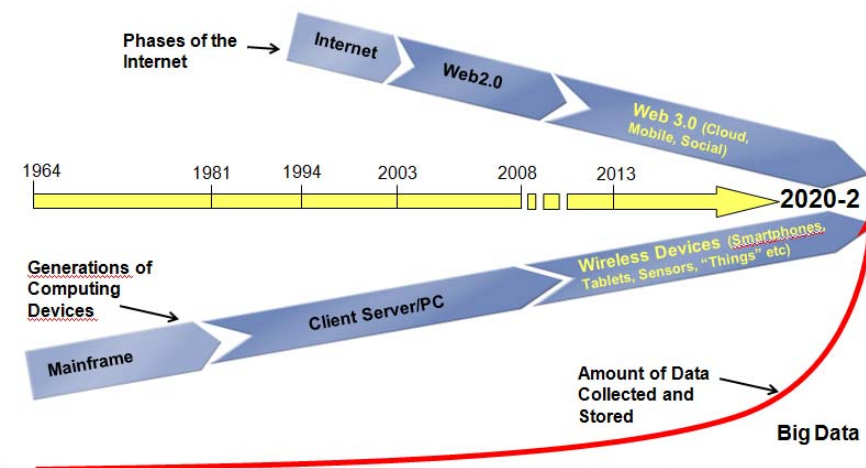 Phases of the
Internet
Internet
Web2.0
Web 3.0 (Cloud,
Mobile, Social)
1964
1981
1994
2003
2008
2013
2020-2
Generations of
Computing
Devices
Mainframe
Client Server/PC
Wireless Devices (Smartphones,
Tablets, Sensors, “Things” etc)
Amount of Data
Collected and
Stored
Big Data